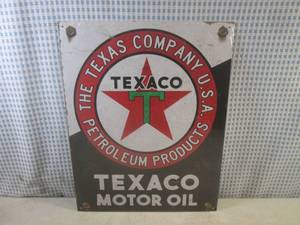 THE TEXAS COMPANY U.S.A.
TEXACO
T
PETROLEUM PRODUCTS
TEXACO
MOTOR OIL